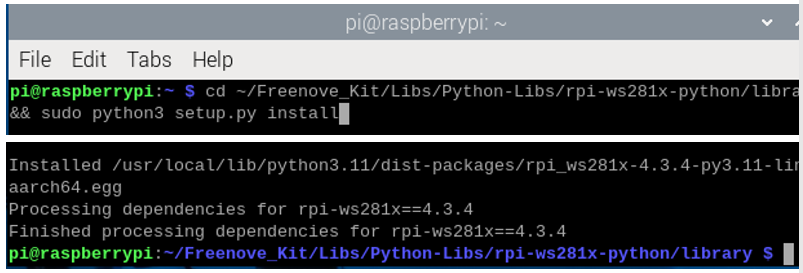 pi@raspberrypi: ~
File Edit Tabs Help
pi@raspberrypi:~ $ cd ~/Freenove_Kit/Libs/Python-Libs/rpi-ws281x-python/libra
&& sudo python3 setup.py install
Installed /usr/local/lib/python3.11/dist-packages/rpi_ws281x-4.3.4-py3.11-lin
aarch64.egg
Processing dependencies for rpi-ws281x==4.3.4
Finished processing dependencies for rpi-ws281x==4.3.4
pi@raspberrypi:~/Freenove_Kit/Libs/Python-Libs/rpi-ws281x-python/library $